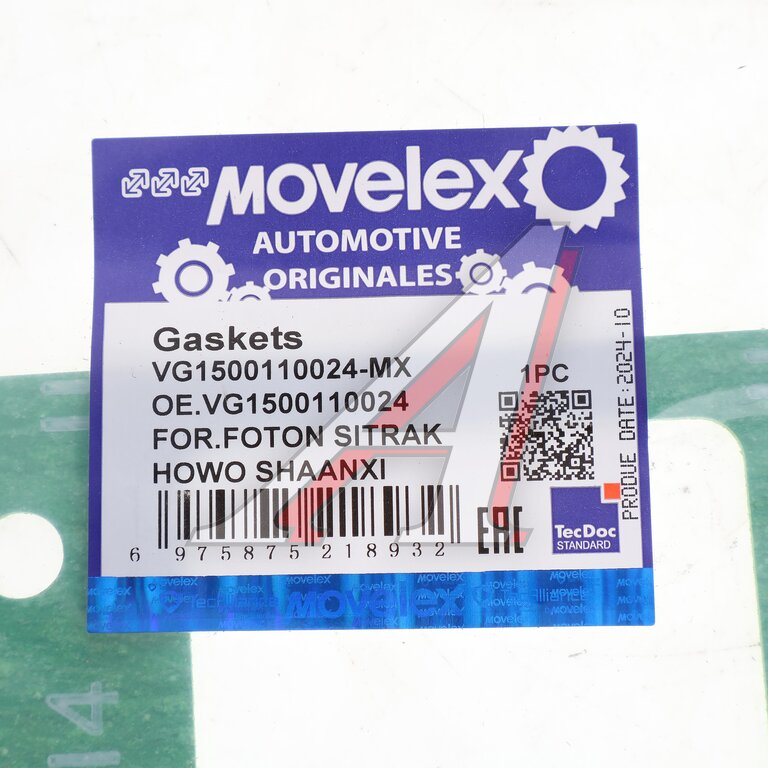 MOVELEX
AUTOMOTIVE
ORIGINALES
Gaskets
VG1500110024-MX
OE.VG1500110024
FOR.FOTON SITRAK
HOWO SHAANXI
1PC
PRODUE DATE:2024-10
6 975875 218932
EAC
TecDoc
STANDARD
MOVELEX
14